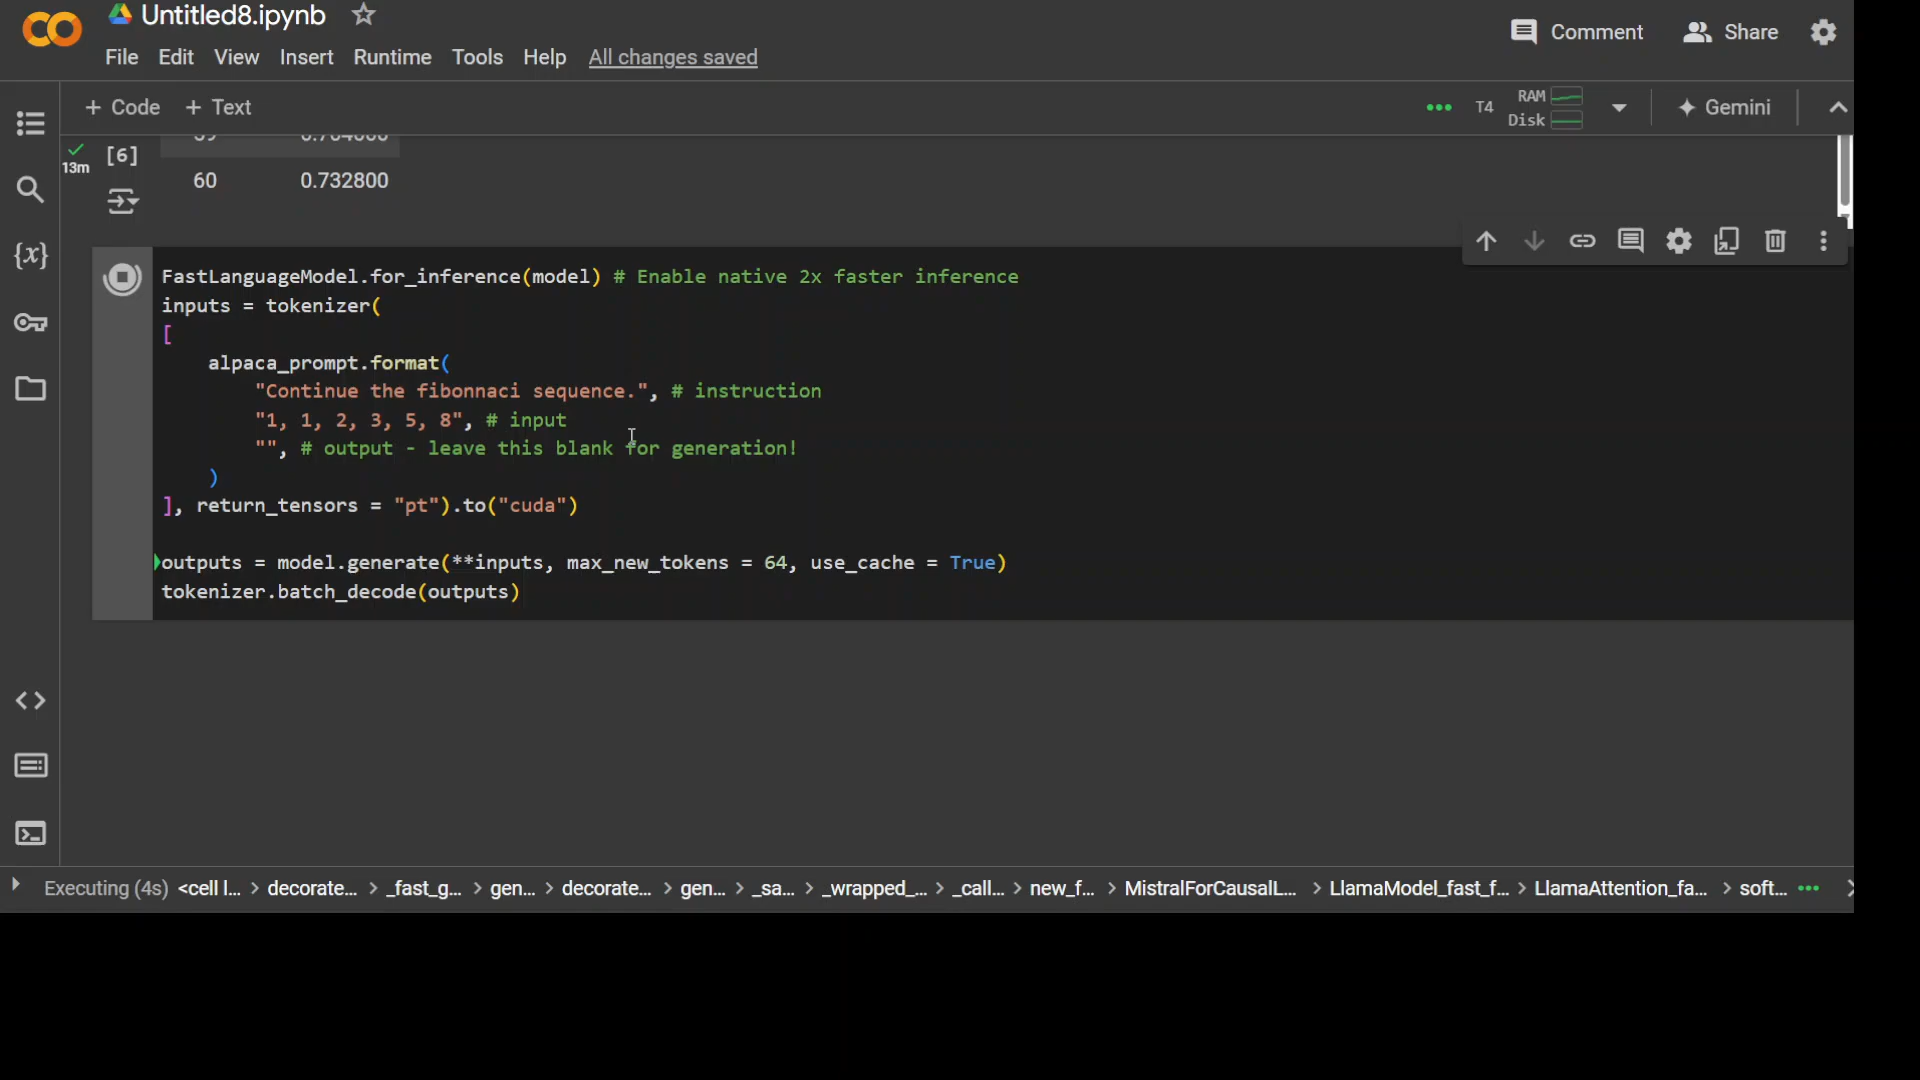 Untitled8.ipynb
File Edit View Insert Runtime Tools Help All changes saved
Comment Share
+ Code + Text
T4 RAM Disk Gemini
13m [6]
60 0.732800
FastLanguageModel.for_inference(model) # Enable native 2x faster inference
inputs = tokenizer(
[
    alpaca_prompt.format(
        "Continue the fibonnaci sequence.", # instruction
        "1, 1, 2, 3, 5, 8", # input
        "", # output - leave this blank for generation!
    )
], return_tensors = "pt").to("cuda")
outputs = model.generate(**inputs, max_new_tokens = 64, use_cache = True)
tokenizer.batch_decode(outputs)
Executing (4s) <cell l... > decorate... > _fast_g... > gen... > decorate... > gen... > _sa... > _wrapped_... > _call... > new_f... > MistralForCausalL... > LlamaModel_fast_f... > LlamaAttention_fa... > soft... ••• >